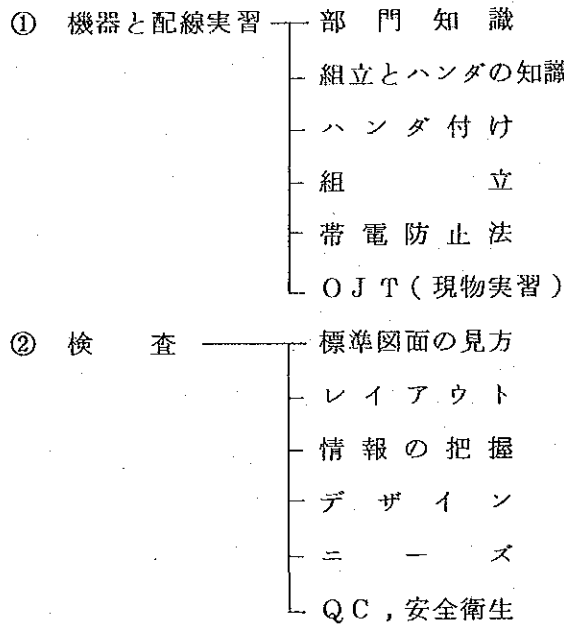 ① 機器と配線実習 部門知識
組立とハンダの知識
ハンダ付け
組立
帯電防止法
OJT(現物実習)
② 検査 標準図面の見方
レイアウト
情報の把握
デザイン
ニーズ
QC,安全衛生